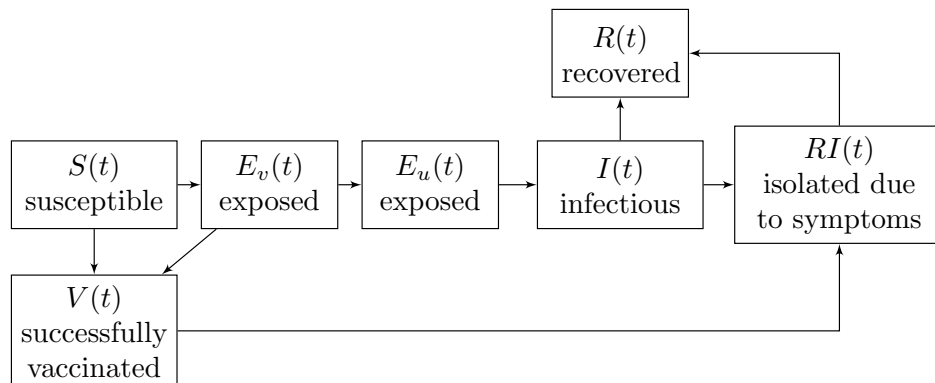 R(t)
recovered
S(t)
susceptible
E_v(t)
exposed
E_u(t)
exposed
I(t)
infectious
RI(t)
isolated due
to symptoms
V(t)
successfully
vaccinated